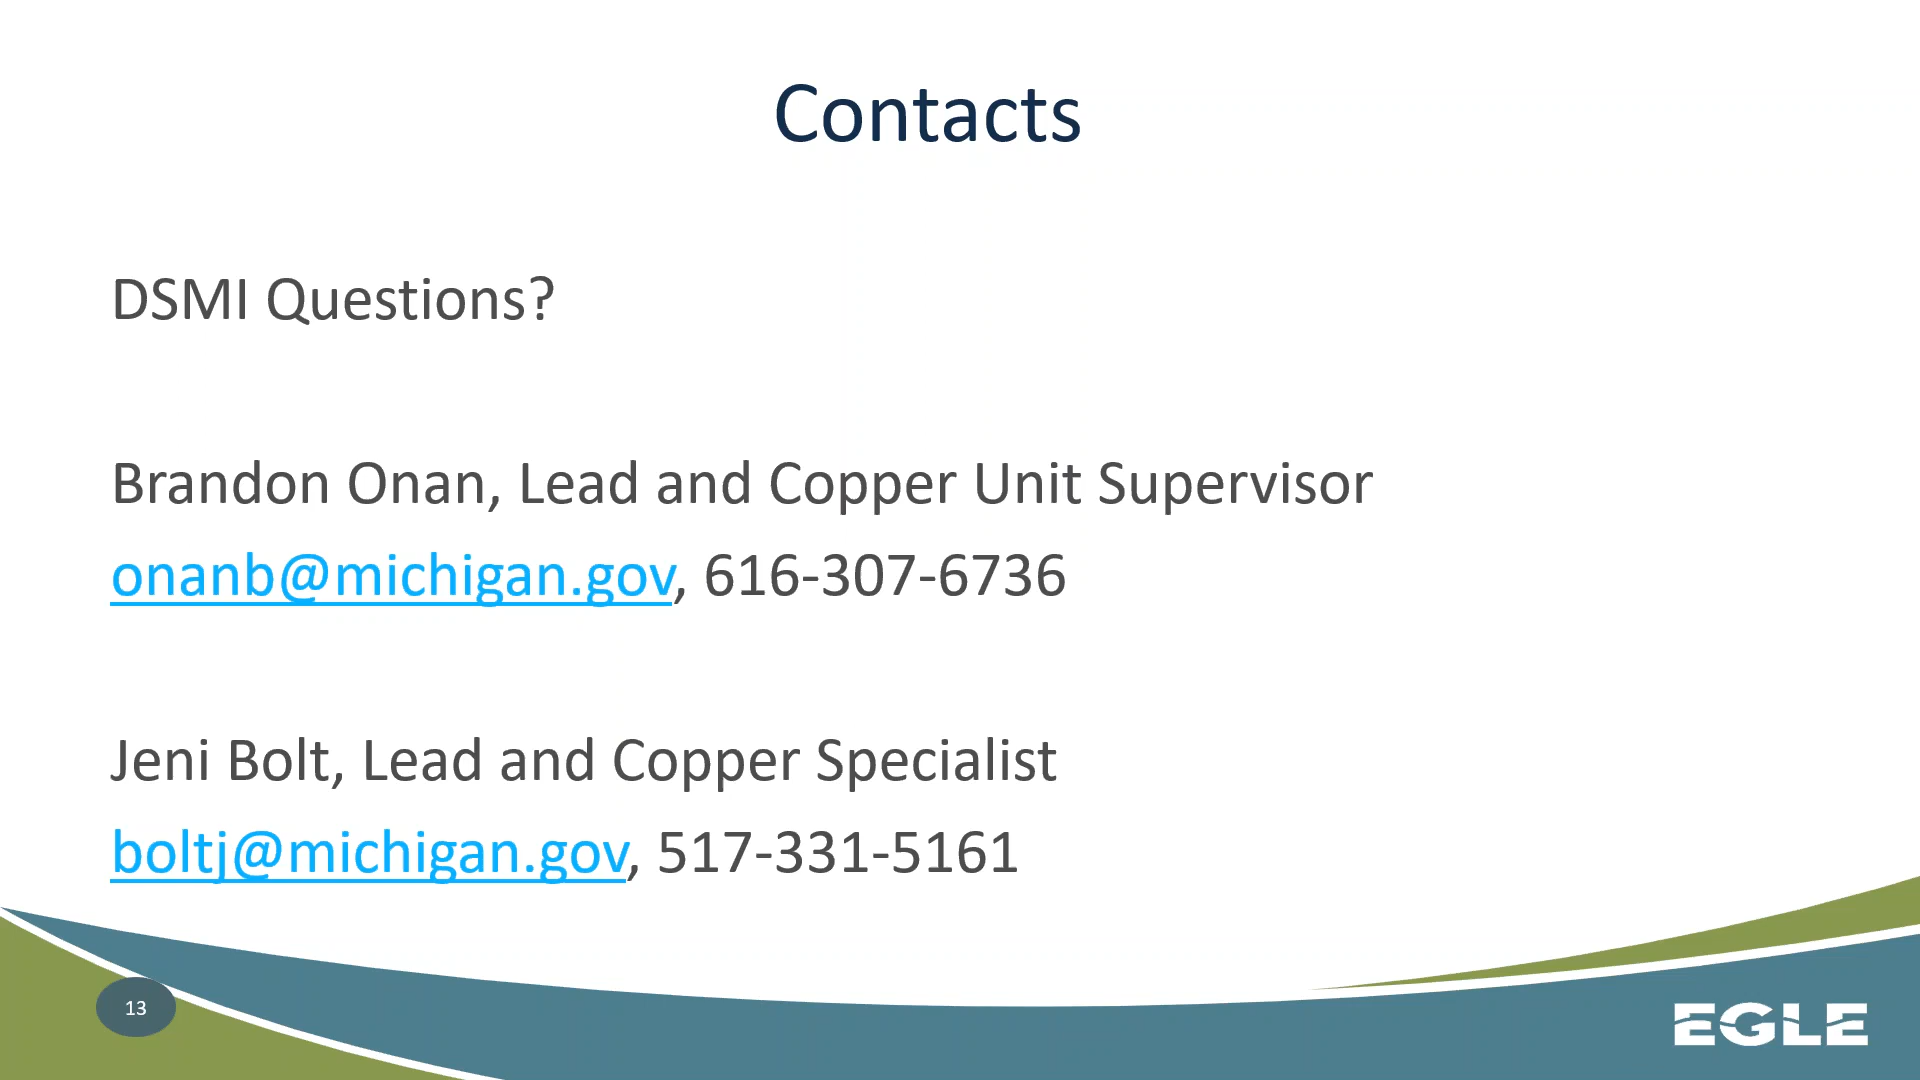 Contacts
DSMI Questions?
Brandon Onan, Lead and Copper Unit Supervisor
onanb@michigan.gov, 616-307-6736
Jeni Bolt, Lead and Copper Specialist
boltj@michigan.gov, 517-331-5161
13
EGLE